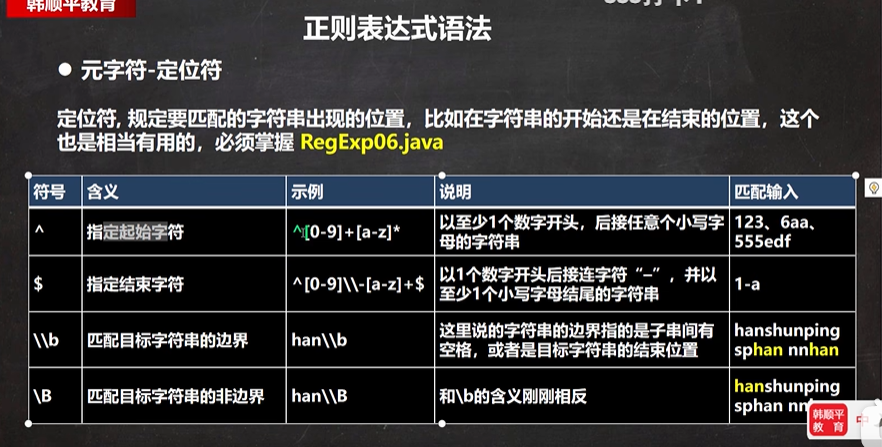 韩顺平教育
正则表达式语法
● 元字符-定位符
定位符, 规定要匹配的字符串出现的位置，比如在字符串的开始还是在结束的位置，这个
也是相当有用的，必须掌握 RegExp06.java
符号 含义 示例 说明 匹配输入
^ 指定起始字符 ^[0-9]+[a-z]* 以至少1个数字开头，后接任意个小写字
母的字符串 123、6aa、
555edf
$ 指定结束字符 ^[0-9]\\-[a-z]+$ 以1个数字开头后接连字符“–”，并以
至少1个小写字母结尾的字符串 1-a
\\b 匹配目标字符串的边界 han\\b 这里说的字符串的边界指的是子串间有
空格，或者是目标字符串的结束位置 hanshunping
sphan nnhan
\B 匹配目标字符串的非边界 han\\B 和\b的含义刚刚相反 hanshunping
sphan nn
韩顺平
教 育
中